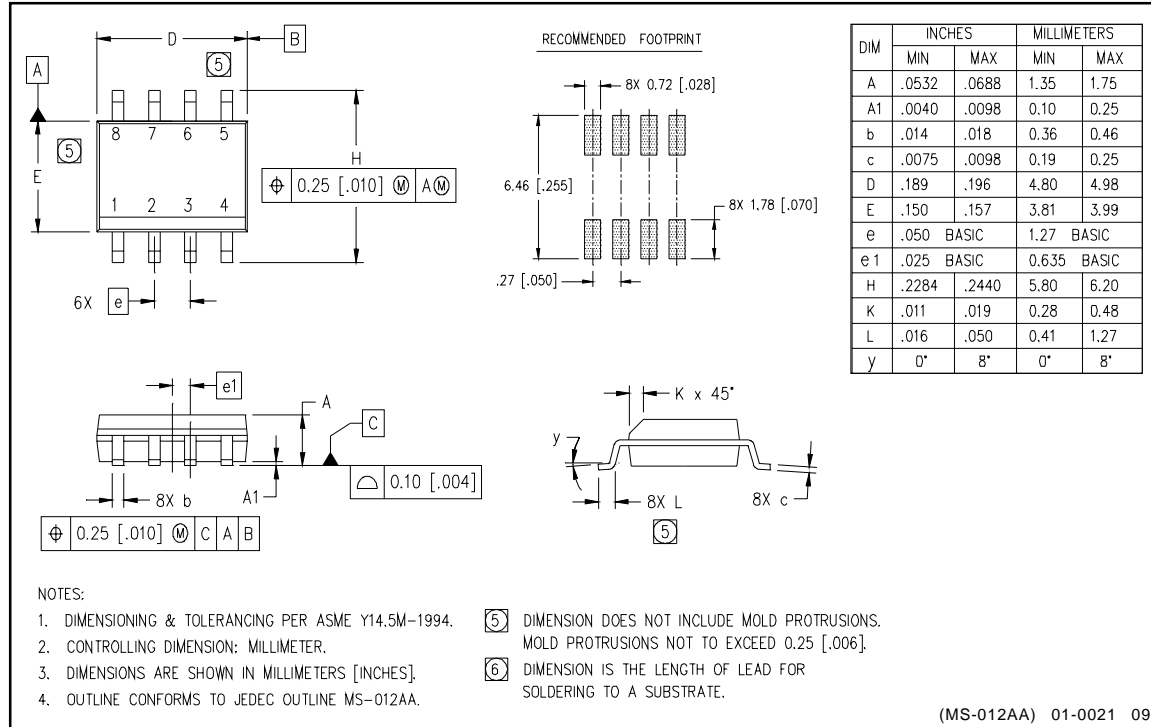 D
B
5
A
8 7 6 5
5
E
H
⌖ 0.25 [.010] Ⓜ AⓂ
1 2 3 4
6X e
RECOMMENDED FOOTPRINT
8X 0.72 [.028]
6.46 [.255]
8X 1.78 [.070]
.27 [.050]
DIM INCHES MILLIMETERS
MIN MAX MIN MAX
A .0532 .0688 1.35 1.75
A1 .0040 .0098 0.10 0.25
b .014 .018 0.36 0.46
c .0075 .0098 0.19 0.25
D .189 .196 4.80 4.98
E .150 .157 3.81 3.99
e .050 BASIC 1.27 BASIC
e1 .025 BASIC 0.635 BASIC
H .2284 .2440 5.80 6.20
K .011 .019 0.28 0.48
L .016 .050 0.41 1.27
y 0° 8° 0° 8°
e1
A
C
⌓ 0.10 [.004]
8X b
A1
⌖ 0.25 [.010] Ⓜ C A B
K x 45°
y
8X L
8X c
5
NOTES:
1. DIMENSIONING & TOLERANCING PER ASME Y14.5M-1994.
2. CONTROLLING DIMENSION: MILLIMETER.
3. DIMENSIONS ARE SHOWN IN MILLIMETERS [INCHES].
4. OUTLINE CONFORMS TO JEDEC OUTLINE MS-012AA.
5 DIMENSION DOES NOT INCLUDE MOLD PROTRUSIONS.
MOLD PROTRUSIONS NOT TO EXCEED 0.25 [.006].
6 DIMENSION IS THE LENGTH OF LEAD FOR
SOLDERING TO A SUBSTRATE.
(MS-012AA) 01-0021 09